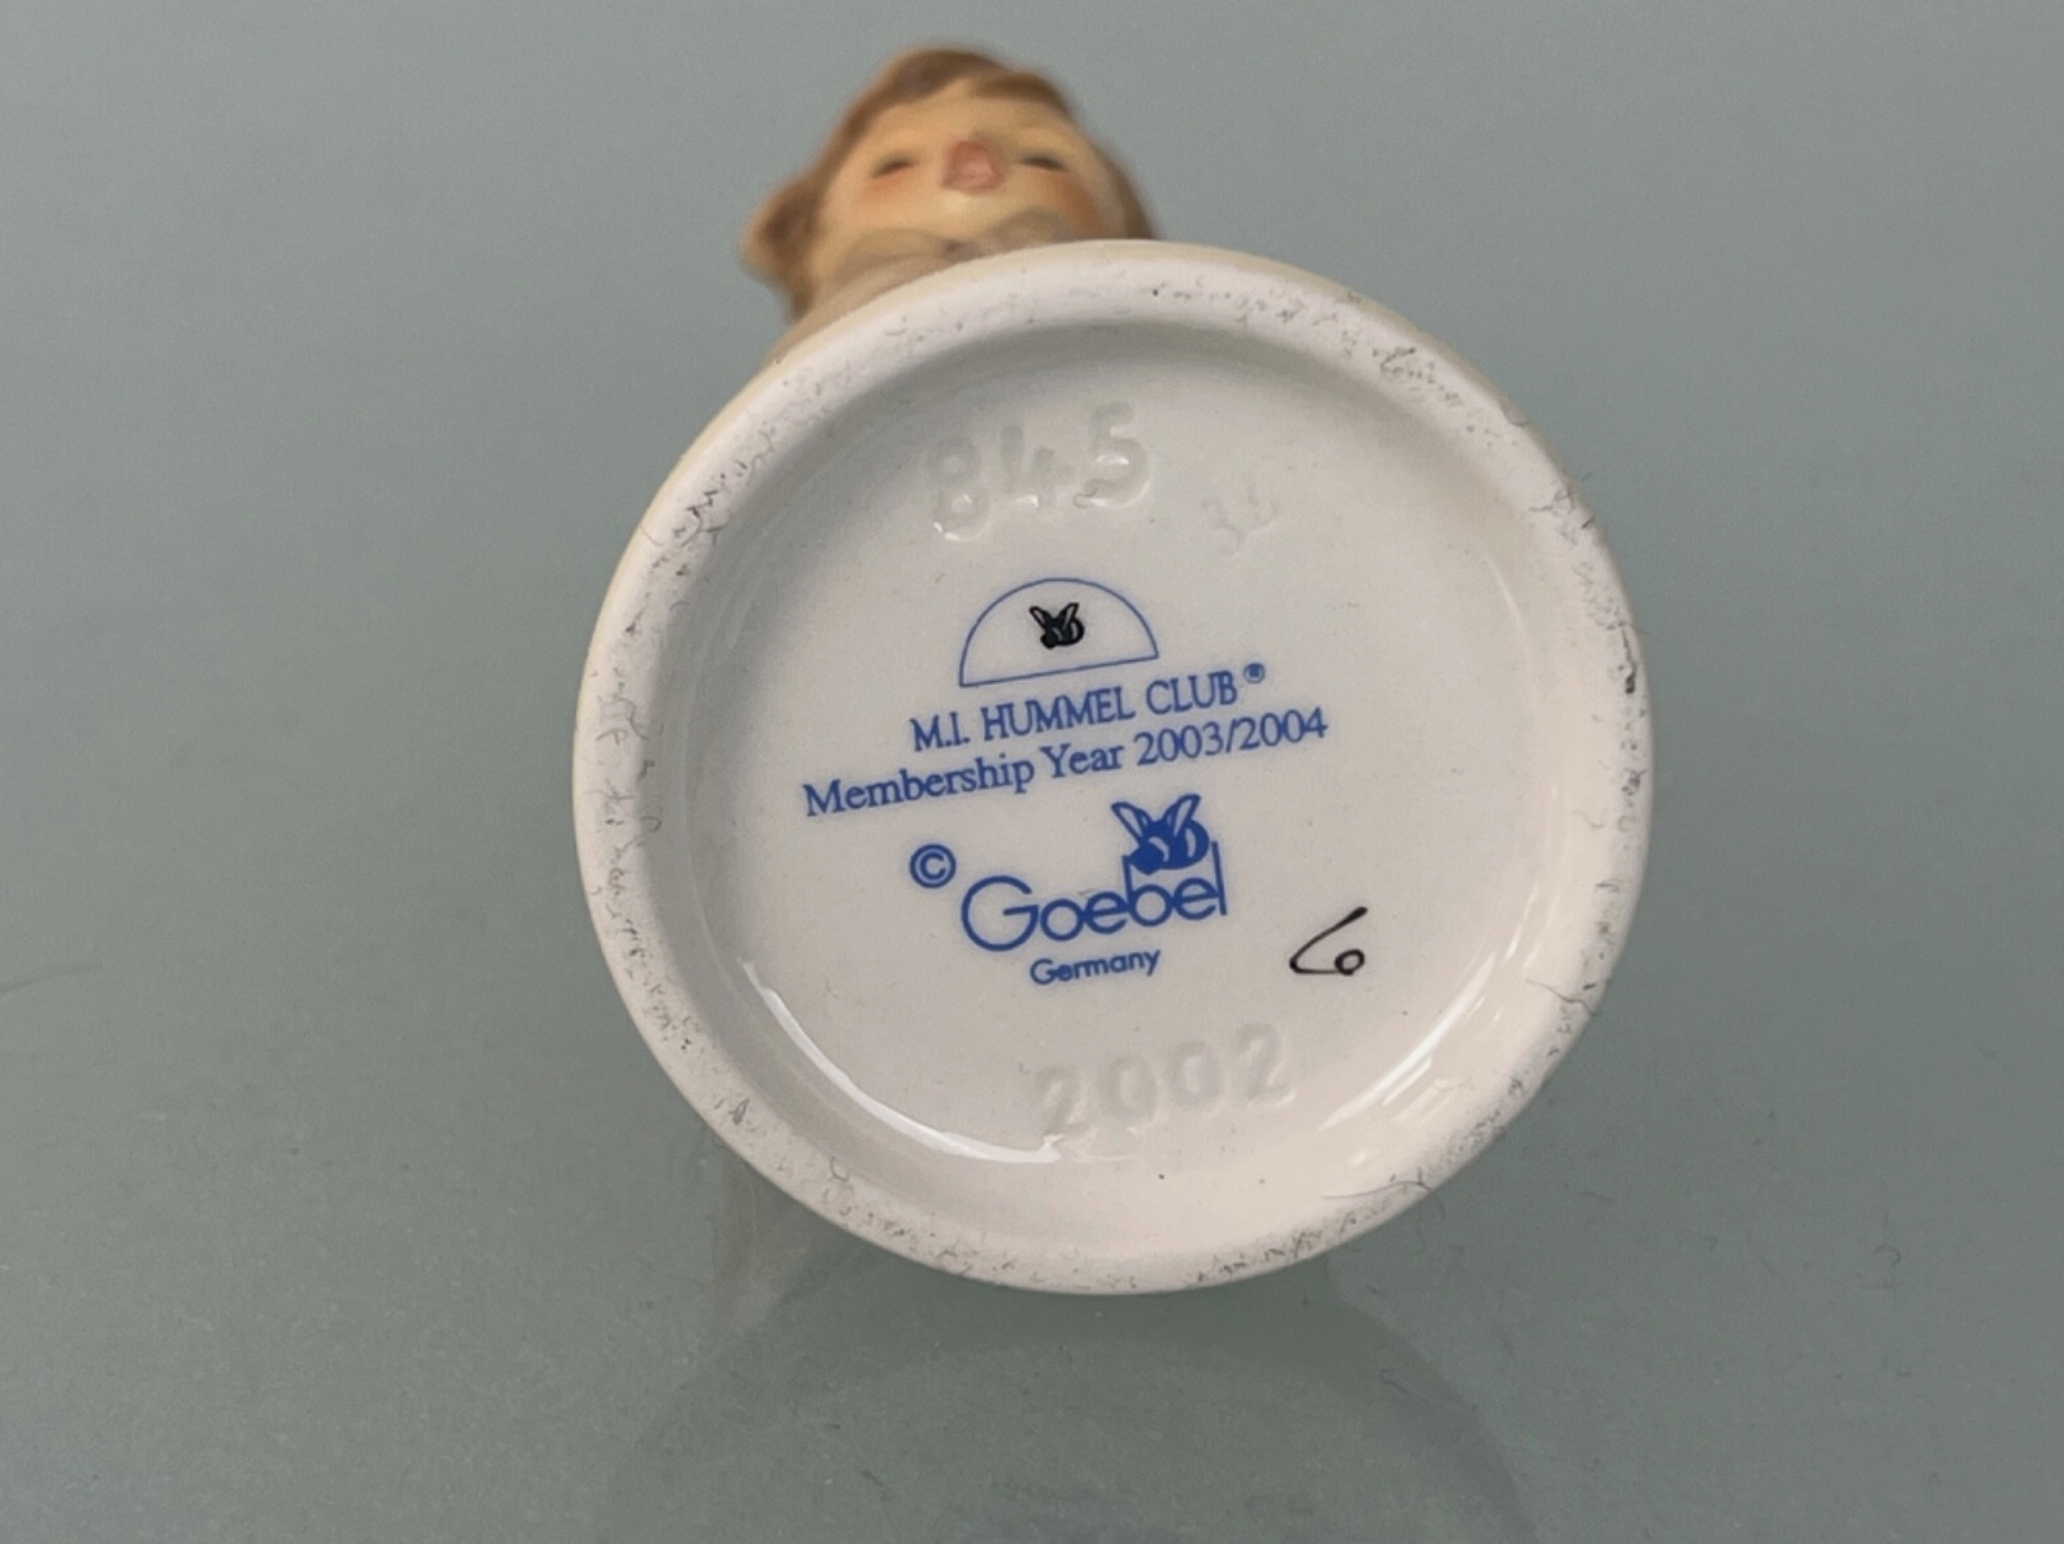 845
M.I. HUMMEL CLUB®
Membership Year 2003/2004
© Goebel
Germany
6
2002